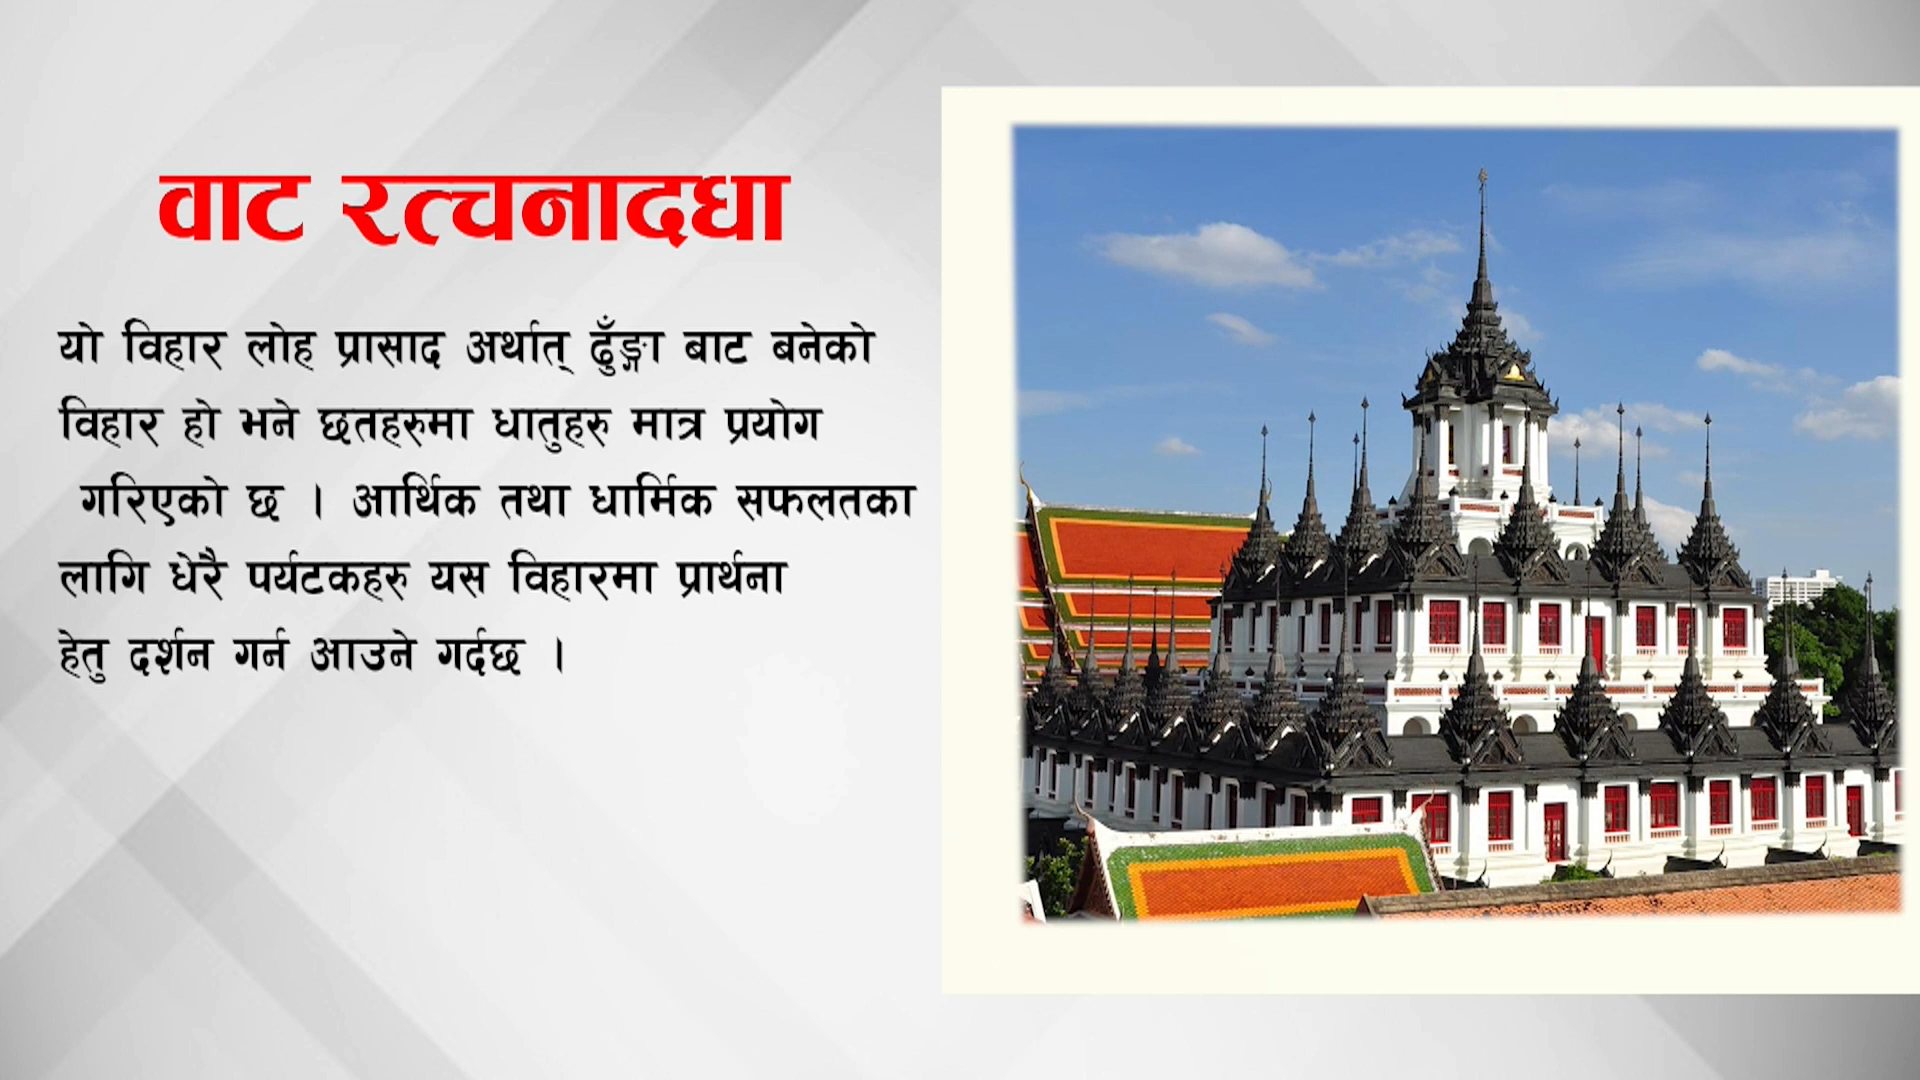 वाट रत्चनादधा
यो विहार लोह प्रासाद अर्थात् ढुँङ्गा बाट बनेको
विहार हो भने छतहरुमा धातुहरु मात्र प्रयोग
गरिएको छ । आर्थिक तथा धार्मिक सफलतका
लागि धेरै पर्यटकहरु यस विहारमा प्रार्थना
हेतु दर्शन गर्न आउने गर्दछ ।